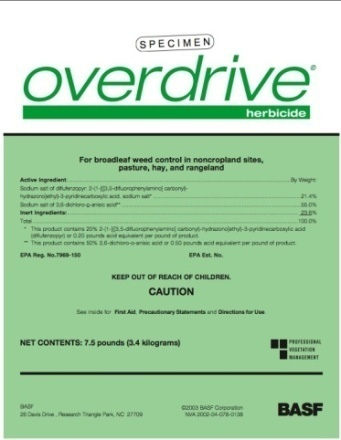 SPECIMEN
overdrive®
herbicide
For broadleaf weed control in noncropland sites,
pasture, hay, and rangeland
Active Ingredient By Weight
Sodium salt of diflufenzopyr: 2-(1-[([3,5-difluorophenylamino] carbonyl)-
hydrazono]ethyl)-3-pyridinecarboxylic acid, sodium salt* 21.4%
Sodium salt of 3,6-dichloro-o-anisic acid** 55.0%
Inert Ingredients: 23.6%
Total 100.0%
* This product contains 20% 2-(1-[([3,5-difluorophenylamino] carbonyl)-hydrazono]ethyl)-3-pyridinecarboxylic acid
(diflufenzopyr) or 0.20 pounds acid equivalent per pound of product.
** This product contains 50% 3,6-dichloro-o-anisic acid or 0.50 pounds acid equivalent per pound of product.
EPA Reg. No.7969-150 EPA Est. No.
KEEP OUT OF REACH OF CHILDREN.
CAUTION
See inside for First Aid, Precautionary Statements and Directions for Use
NET CONTENTS: 7.5 pounds (3.4 kilograms)
PROFESSIONAL
VEGETATION
MANAGEMENT
BASF
26 Davis Drive, Research Triangle Park, NC 27709
©2003 BASF Corporation
NVA 2002-04-076-0138
BASF